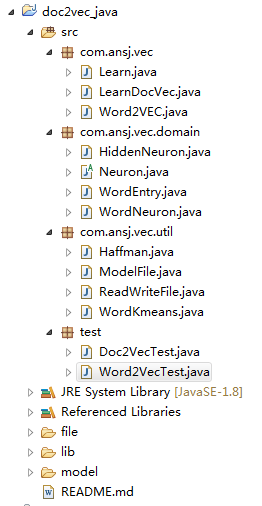 doc2vec_java
src
com.ansj.vec
Learn.java
LearnDocVec.java
Word2VEC.java
com.ansj.vec.domain
HiddenNeuron.java
Neuron.java
WordEntry.java
WordNeuron.java
com.ansj.vec.util
Haffman.java
ModelFile.java
ReadWriteFile.java
WordKmeans.java
test
Doc2VecTest.java
Word2VecTest.java
JRE System Library [JavaSE-1.8]
Referenced Libraries
file
lib
model
README.md